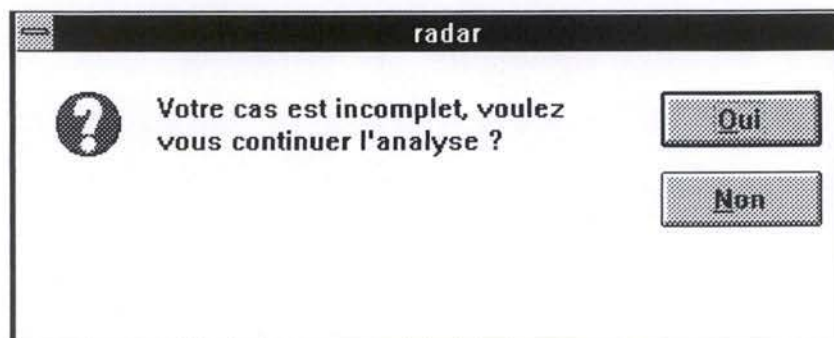 radar
Votre cas est incomplet, voulez
vous continuer l'analyse ?
Oui
Non